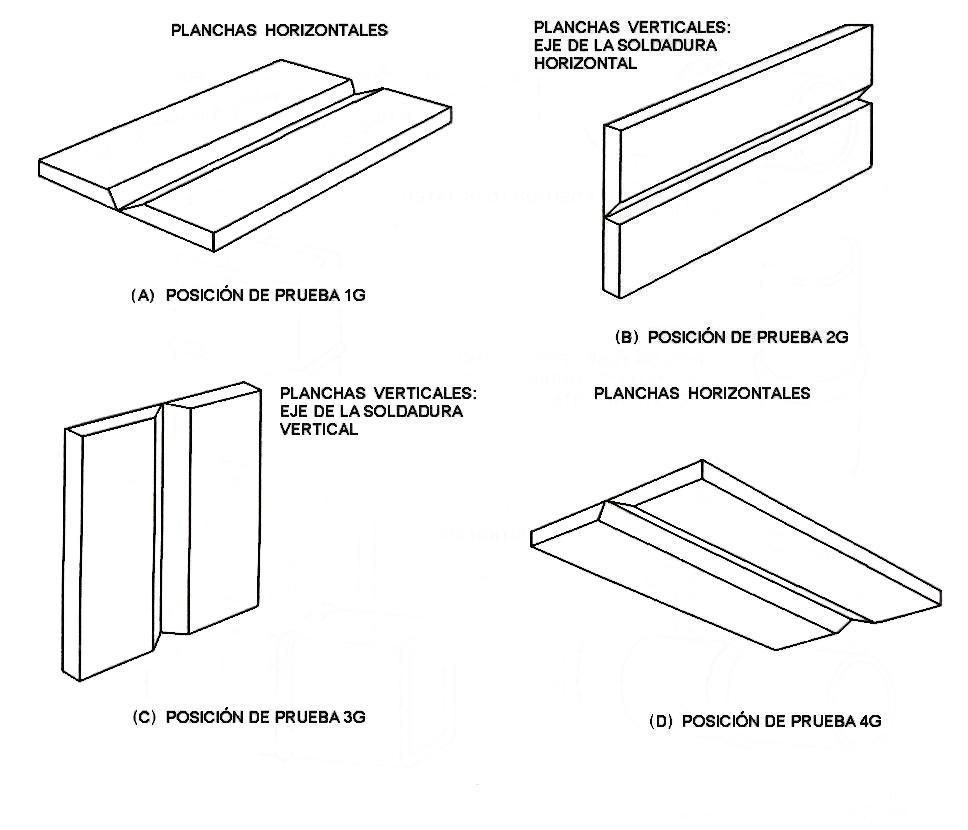 PLANCHAS HORIZONTALES
PLANCHAS VERTICALES:
EJE DE LA SOLDADURA
HORIZONTAL
(A) POSICIÓN DE PRUEBA 1G
(B) POSICIÓN DE PRUEBA 2G
PLANCHAS VERTICALES:
EJE DE LA SOLDADURA
VERTICAL
PLANCHAS HORIZONTALES
(C) POSICIÓN DE PRUEBA 3G
(D) POSICIÓN DE PRUEBA 4G